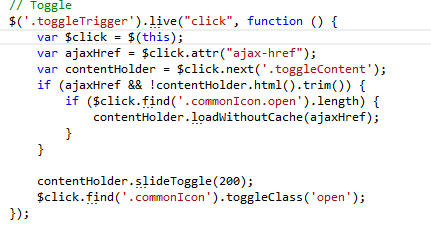 // Toggle
$('.toggleTrigger').live("click", function () {
var $click = $(this);
var ajaxHref = $click.attr("ajax-href");
var contentHolder = $click.next('.toggleContent');
if (ajaxHref && !contentHolder.html().trim()) {
if ($click.find('.commonIcon.open').length) {
contentHolder.loadWithoutCache(ajaxHref);
}
}
contentHolder.slideToggle(200);
$click.find('.commonIcon').toggleClass('open');
});